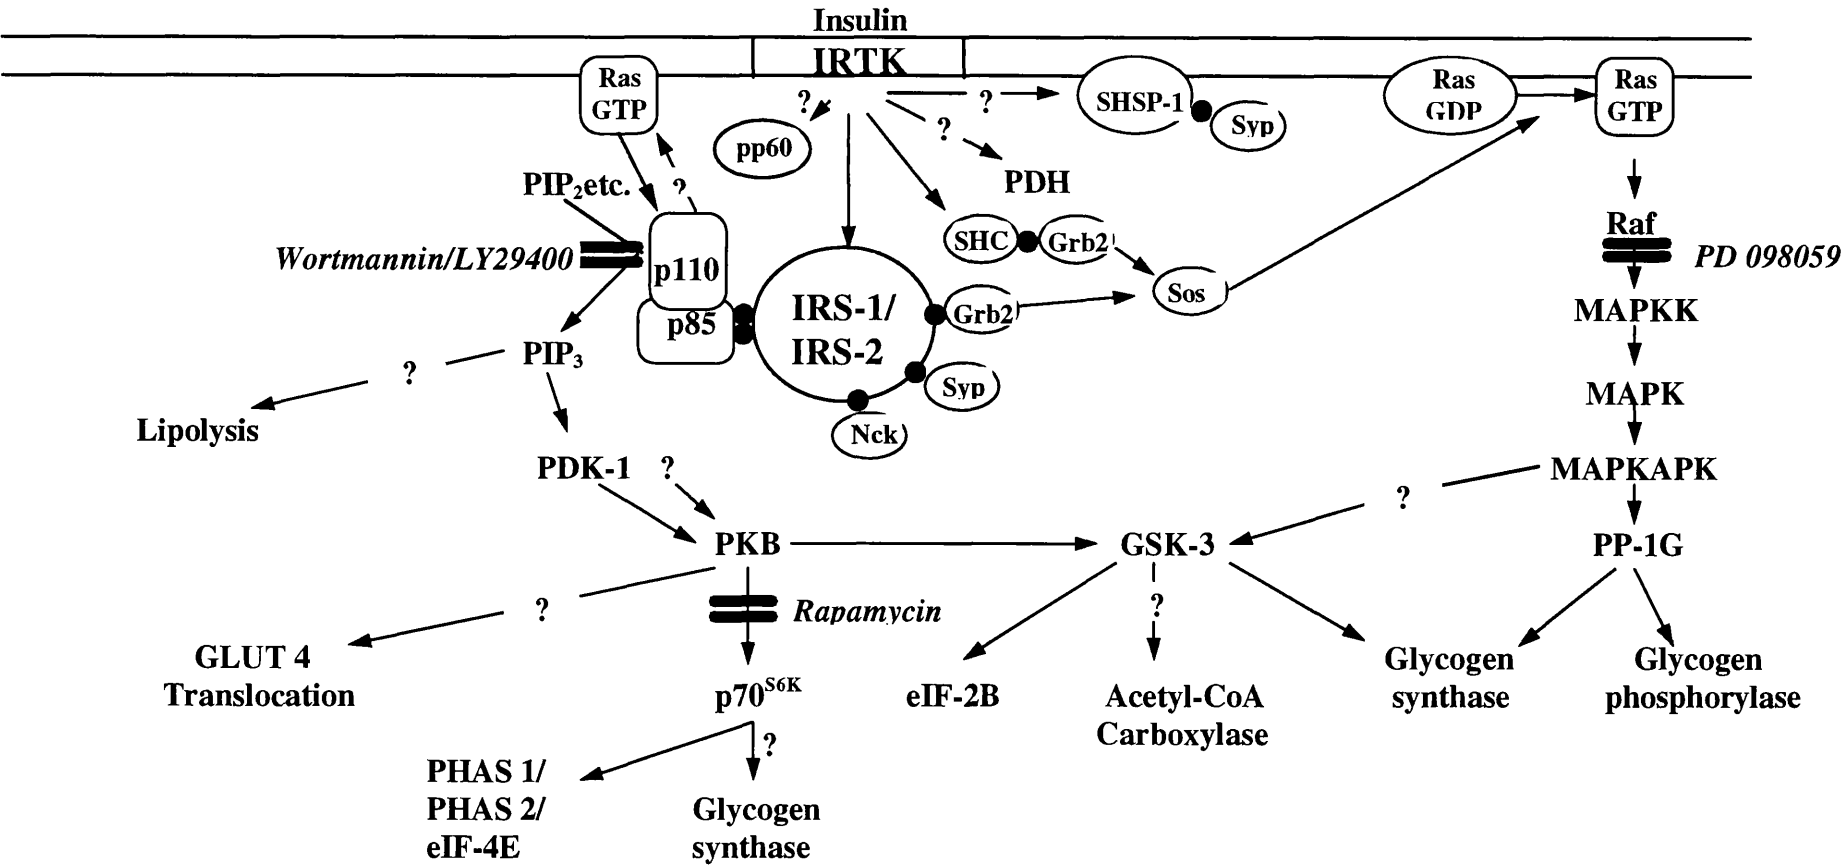 Insulin
IRTK
Ras
GTP
?
?
SHSP-1
Syp
Ras
GDP
Ras
GTP
pp60
?
PDH
PIP₂etc.
?
Raf
SHC
Grb2
Wortmannin/LY29400
p110
PD 098059
Sos
IRS-1/
IRS-2
Grb2
p85
MAPKK
PIP₃
?
Syp
MAPK
Lipolysis
Nck
PDK-1
?
MAPKAPK
?
PKB
GSK-3
PP-1G
?
Rapamycin
?
GLUT 4
Translocation
p70S6K
eIF-2B
Acetyl-CoA
Carboxylase
Glycogen
synthase
Glycogen
phosphorylase
?
PHAS 1/
PHAS 2/
eIF-4E
Glycogen
synthase